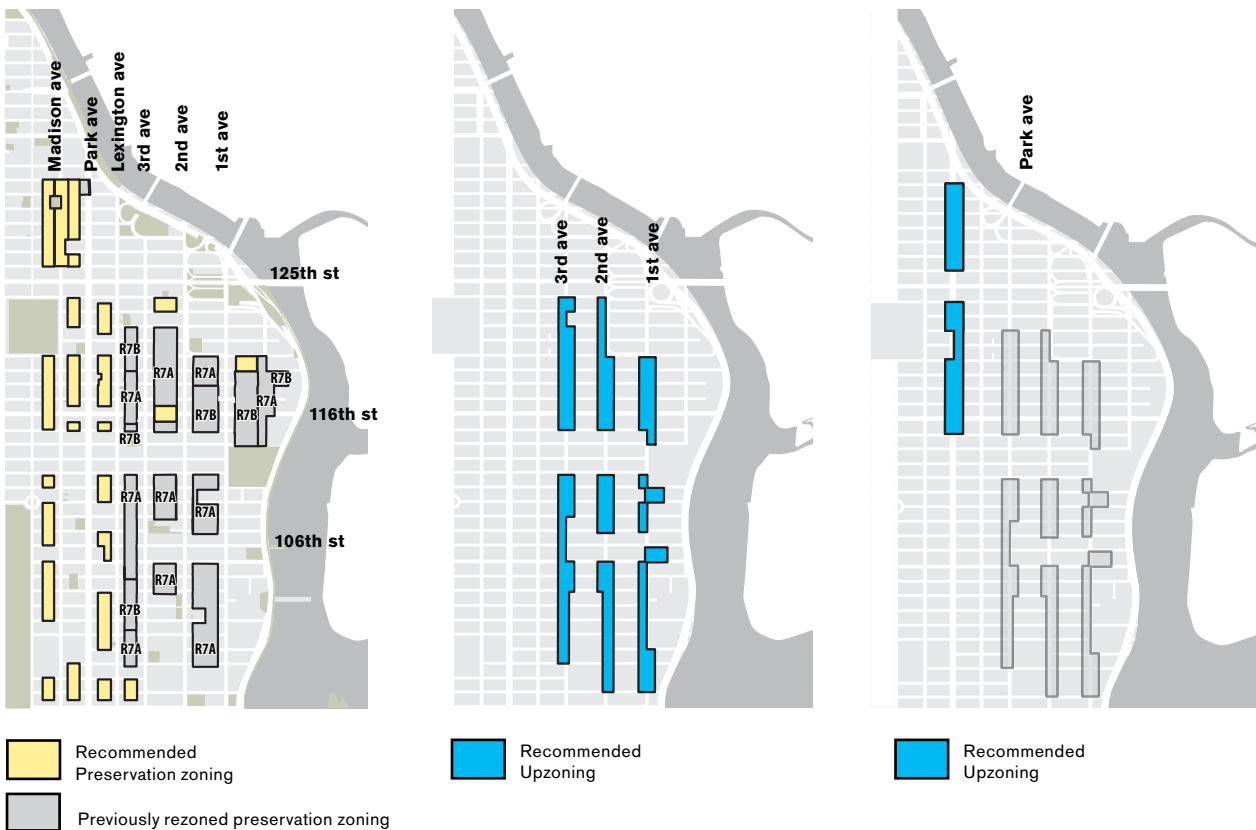 Madison ave
Park ave
Lexington ave
3rd ave
2nd ave
1st ave
125th st
R7B
R7A
R7A
R7B
R7A
R7A
R7B
R7B
R7A
116th st
R7B
R7A
R7A
R7A
106th st
R7A
R7B
R7A
R7A
Recommended
Preservation zoning
Previously rezoned preservation zoning
3rd ave
2nd ave
1st ave
Recommended
Upzoning
Park ave
Recommended
Upzoning